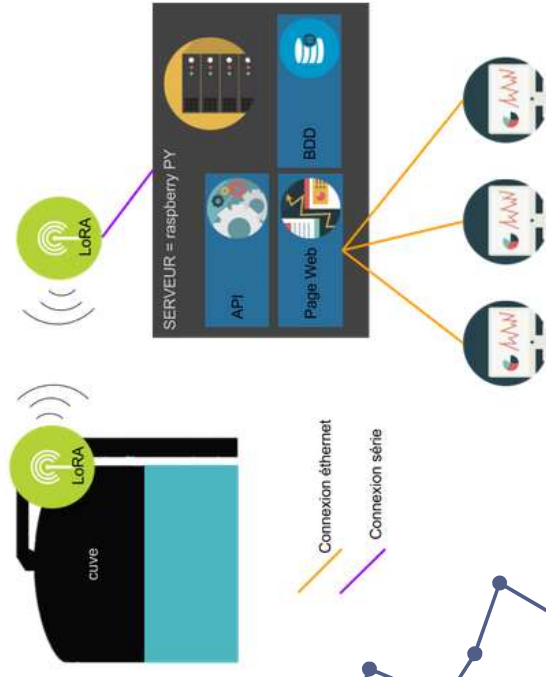 LoRA
LoRA
cuve
SERVEUR = raspberry PY
API
Page Web
BDD
Connexion éthernet
Connexion série